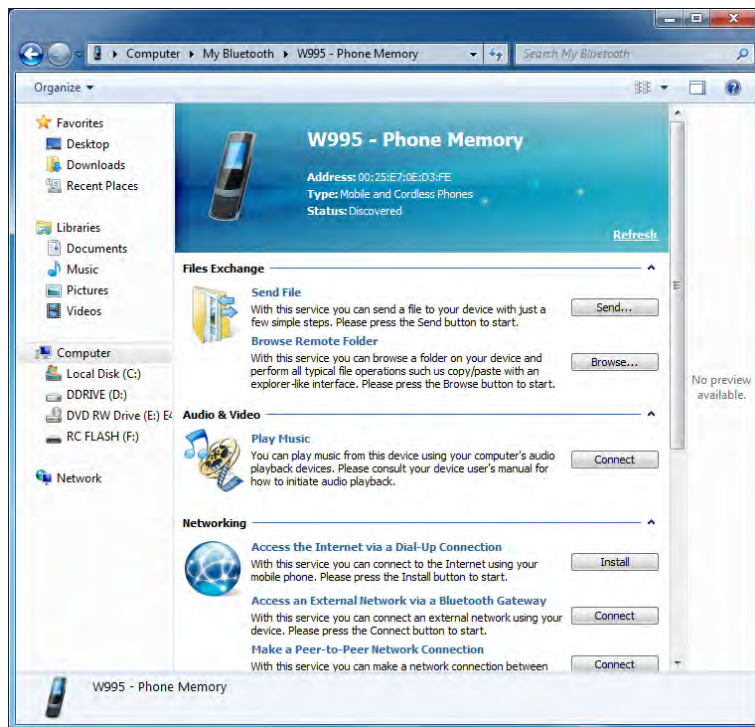 Computer ▸ My Bluetooth ▸ W995 - Phone Memory
Search My Bluetooth
Organize
Favorites
Desktop
Downloads
Recent Places
Libraries
Documents
Music
Pictures
Videos
Computer
Local Disk (C:)
DDRIVE (D:)
DVD RW Drive (E:) E4
RC FLASH (F:)
Network
W995 - Phone Memory
Address: 00:25:E7:0E:D3:FE
Type: Mobile and Cordless Phones
Status: Discovered
Refresh
Files Exchange
Send File
With this service you can send a file to your device with just a
few simple steps. Please press the Send button to start.
Send...
Browse Remote Folder
With this service you can browse a folder on your device and
perform all typical file operations such us copy/paste with an
explorer-like interface. Please press the Browse button to start.
Browse...
Audio & Video
Play Music
You can play music from this device using your computer's audio
playback devices. Please consult your device user's manual for
how to initiate audio playback.
Connect
Networking
Access the Internet via a Dial-Up Connection
With this service you can connect to the Internet using your
mobile phone. Please press the Install button to start.
Install
Access an External Network via a Bluetooth Gateway
With this service you can connect an external network using your
device. Please press the Connect button to start.
Connect
Make a Peer-to-Peer Network Connection
With this service you can make a network connection between
Connect
No preview
available.
W995 - Phone Memory